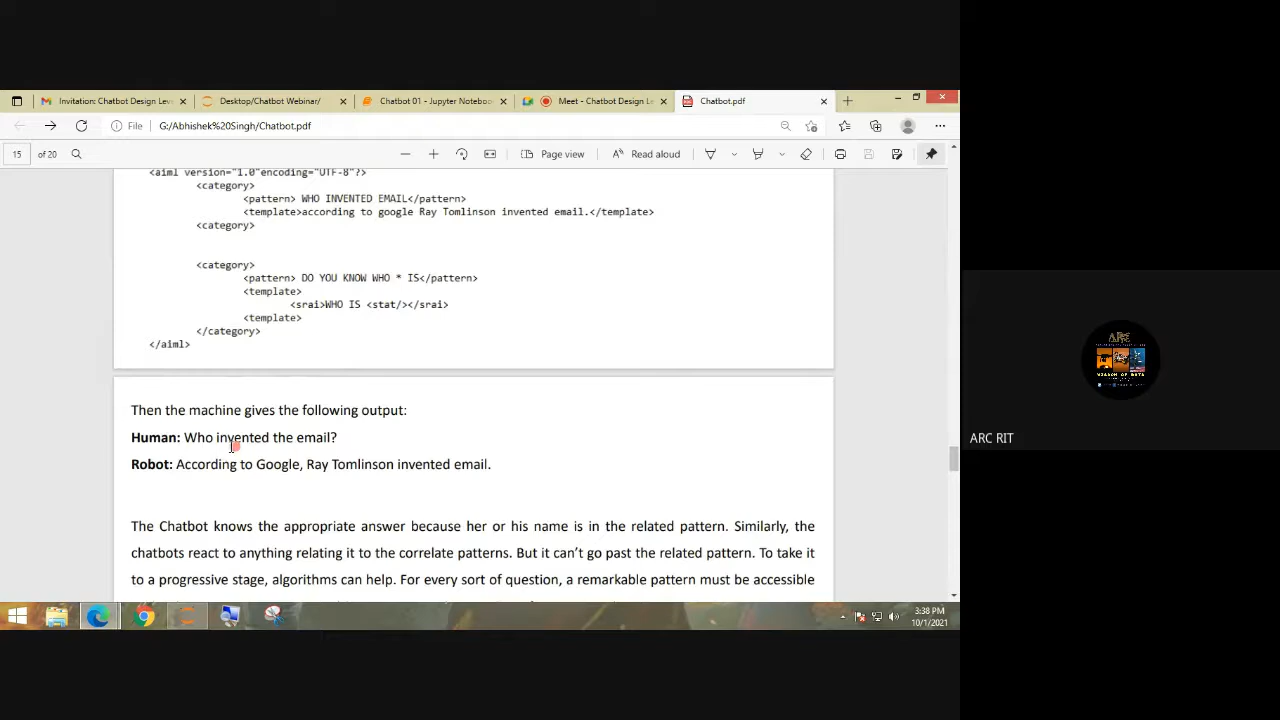 Invitation: Chatbot Design Leve
Desktop/Chatbot Webinar/
Chatbot 01 - Jupyter Notebook
Meet - Chatbot Design Le
Chatbot.pdf
File
G:/Abhishek%20Singh/Chatbot.pdf
15
of 20
Page view
Read aloud
<aiml version="1.0"encoding="UTF-8"?>
<category>
<pattern> WHO INVENTED EMAIL</pattern>
<template>according to google Ray Tomlinson invented email.</template>
<category>
<category>
<pattern> DO YOU KNOW WHO * IS</pattern>
<template>
<srai>WHO IS <stat/></srai>
<template>
</category>
</aiml>
Then the machine gives the following output:
Human: Who invented the email?
Robot: According to Google, Ray Tomlinson invented email.
The Chatbot knows the appropriate answer because her or his name is in the related pattern. Similarly, the
chatbots react to anything relating it to the correlate patterns. But it can't go past the related pattern. To take it
to a progressive stage, algorithms can help. For every sort of question, a remarkable pattern must be accessible
3:38 PM
10/1/2021
ARC RIT